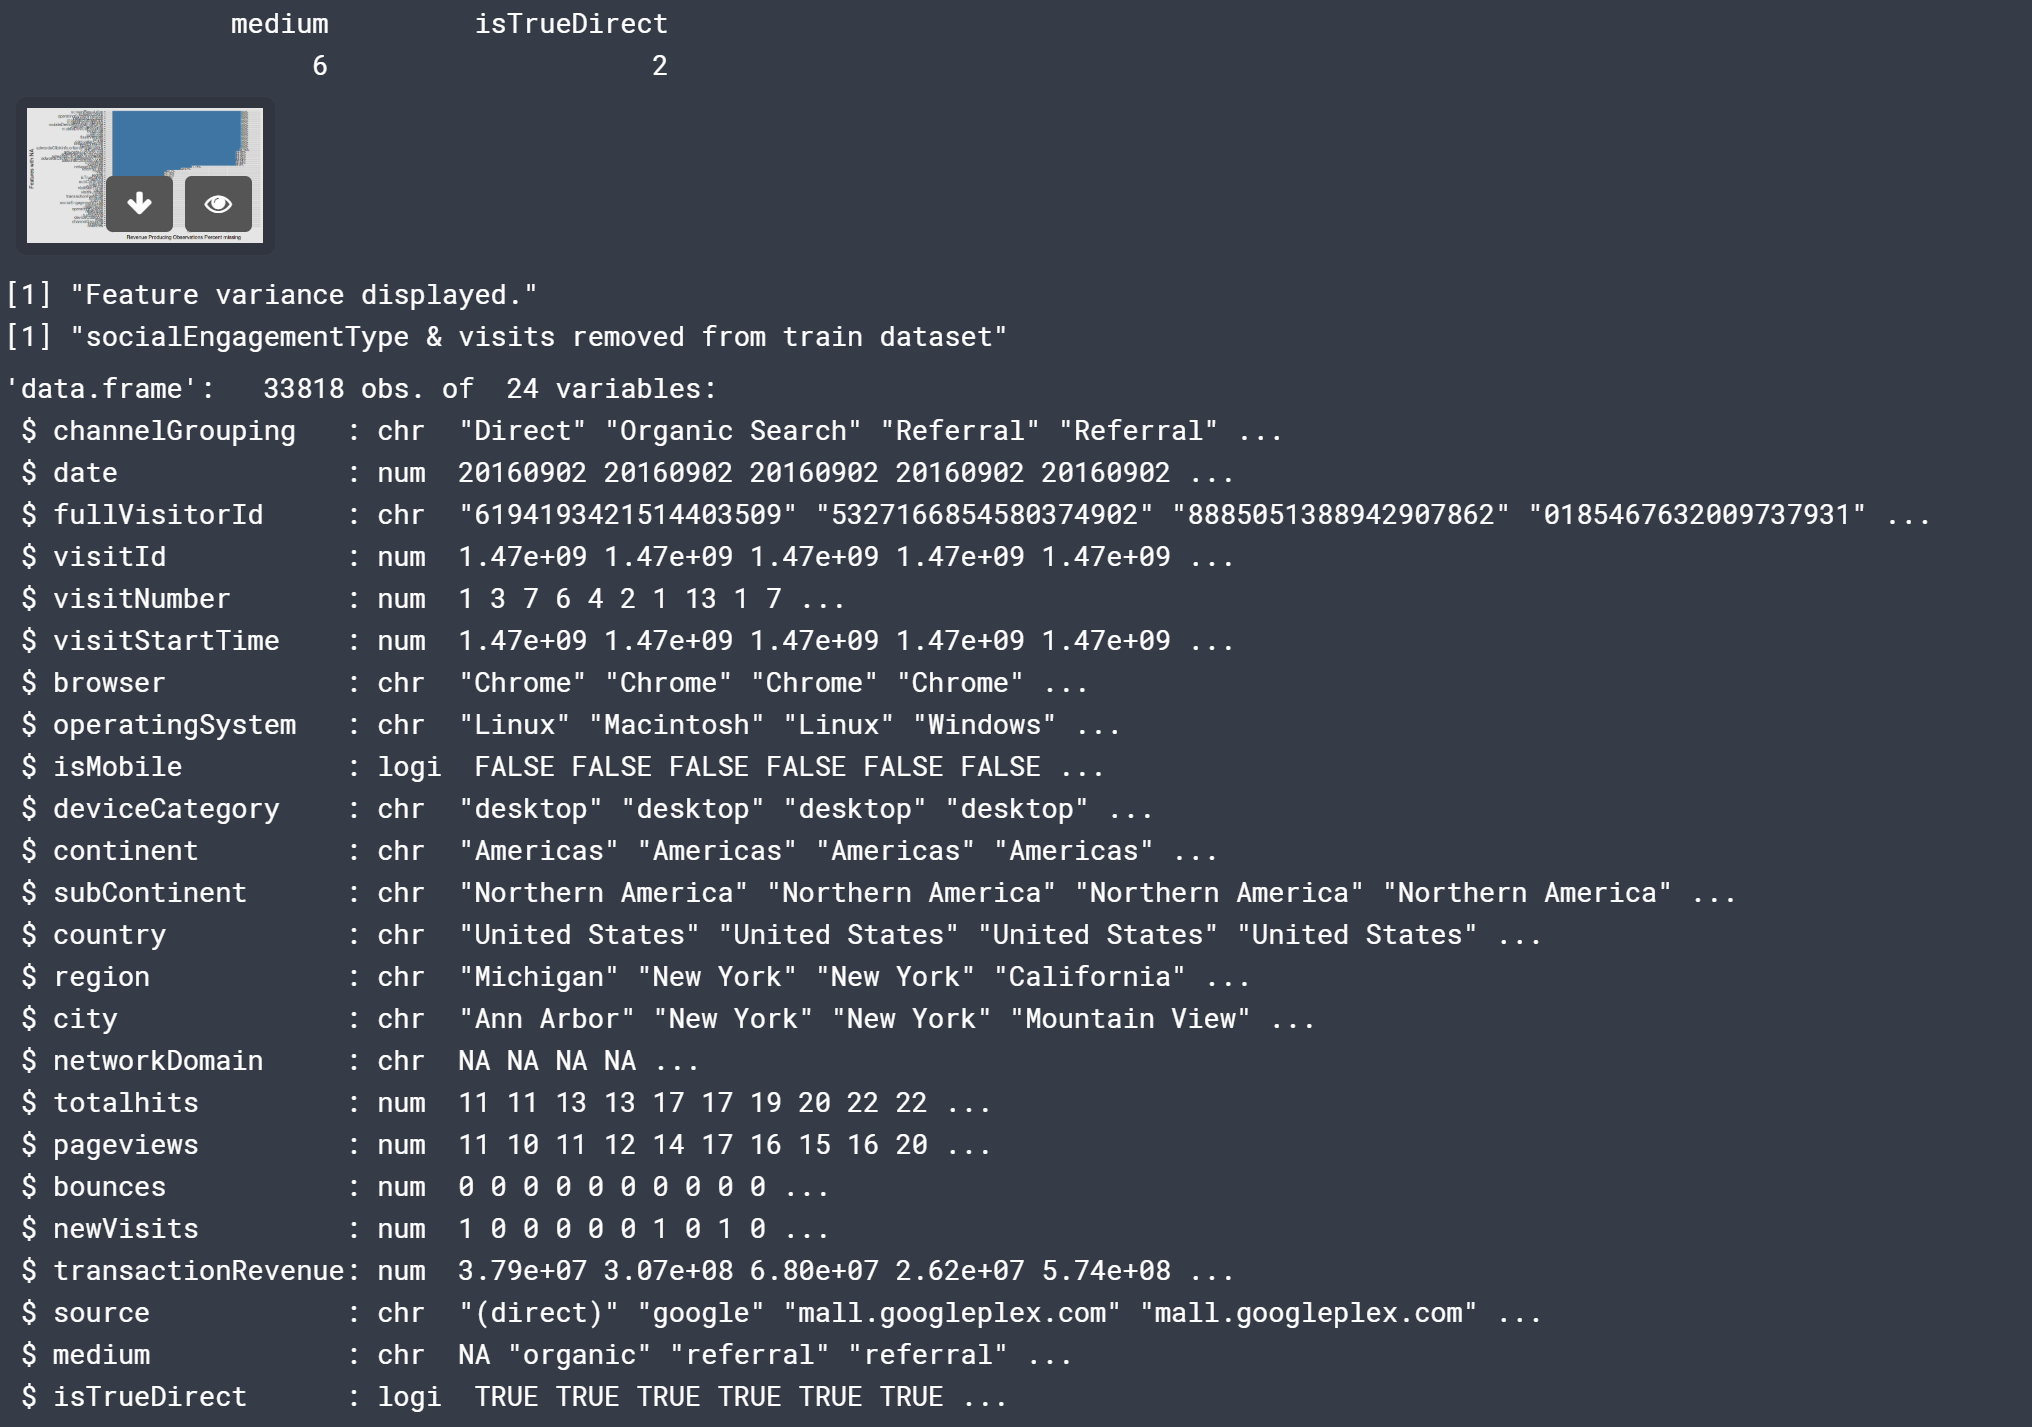 medium isTrueDirect
6 2
Features with NA
Revenue Producing Observations Percent missing
[1] "Feature variance displayed."
[1] "socialEngagementType & visits removed from train dataset"
'data.frame': 33818 obs. of 24 variables:
$ channelGrouping : chr "Direct" "Organic Search" "Referral" "Referral" ...
$ date : num 20160902 20160902 20160902 20160902 20160902 ...
$ fullVisitorId : chr "6194193421514403509" "5327166854580374902" "8885051388942907862" "0185467632009737931" ...
$ visitId : num 1.47e+09 1.47e+09 1.47e+09 1.47e+09 1.47e+09 ...
$ visitNumber : num 1 3 7 6 4 2 1 13 1 7 ...
$ visitStartTime : num 1.47e+09 1.47e+09 1.47e+09 1.47e+09 1.47e+09 ...
$ browser : chr "Chrome" "Chrome" "Chrome" "Chrome" ...
$ operatingSystem : chr "Linux" "Macintosh" "Linux" "Windows" ...
$ isMobile : logi FALSE FALSE FALSE FALSE FALSE FALSE ...
$ deviceCategory : chr "desktop" "desktop" "desktop" "desktop" ...
$ continent : chr "Americas" "Americas" "Americas" "Americas" ...
$ subContinent : chr "Northern America" "Northern America" "Northern America" "Northern America" ...
$ country : chr "United States" "United States" "United States" "United States" ...
$ region : chr "Michigan" "New York" "New York" "California" ...
$ city : chr "Ann Arbor" "New York" "New York" "Mountain View" ...
$ networkDomain : chr NA NA NA NA ...
$ totalhits : num 11 11 13 13 17 17 19 20 22 22 ...
$ pageviews : num 11 10 11 12 14 17 16 15 16 20 ...
$ bounces : num 0 0 0 0 0 0 0 0 0 0 ...
$ newVisits : num 1 0 0 0 0 0 1 0 1 0 ...
$ transactionRevenue: num 3.79e+07 3.07e+08 6.80e+07 2.62e+07 5.74e+08 ...
$ source : chr "(direct)" "google" "mall.googleplex.com" "mall.googleplex.com" ...
$ medium : chr NA "organic" "referral" "referral" ...
$ isTrueDirect : logi TRUE TRUE TRUE TRUE TRUE TRUE ...